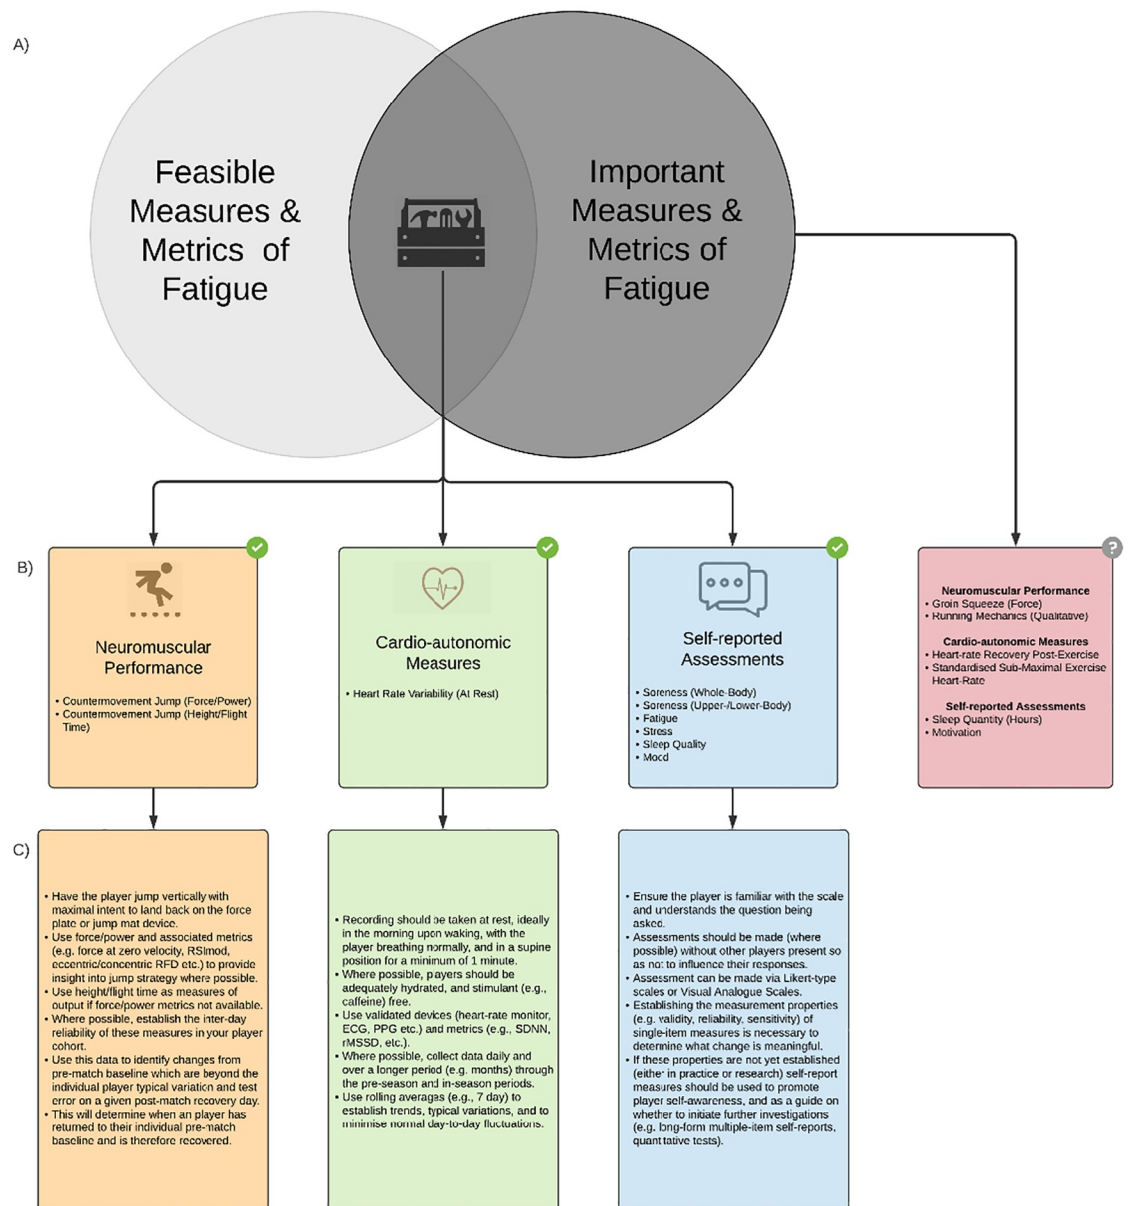 A)
Feasible
Measures &
Metrics of
Fatigue
Important
Measures &
Metrics of
Fatigue
B)
Neuromuscular
Performance
• Countermovement Jump (Force/Power)
• Countermovement Jump (Height/Flight
Time)
Cardio-autonomic
Measures
• Heart Rate Variability (At Rest)
Self-reported
Assessments
• Soreness (Whole-Body)
• Soreness (Upper-/Lower-Body)
• Fatigue
• Stress
• Sleep Quality
• Mood
?
Neuromuscular Performance
• Groin Squeeze (Force)
• Running Mechanics (Qualitative)
Cardio-autonomic Measures
• Heart-rate Recovery Post-Exercise
• Standardised Sub-Maximal Exercise
Heart-Rate
Self-reported Assessments
• Sleep Quantity (Hours)
• Motivation
C)
• Have the player jump vertically with
maximal intent to land back on the force
plate or jump mat device.
• Use force/power and associated metrics
(e.g. force at zero velocity, RSImod,
eccentric/concentric RFD etc.) to provide
insight into jump strategy where possible.
• Use height/flight time as measures of
output if force/power metrics not available.
• Where possible, establish the inter-day
reliability of these measures in your player
cohort.
• Use this data to identify changes from
pre-match baseline which are beyond the
individual player typical variation and test
error on a given post-match recovery day.
• This will determine when an player has
returned to their individual pre-match
baseline and is therefore recovered.
• Recording should be taken at rest, ideally
in the morning upon waking, with the
player breathing normally, and in a supine
position for a minimum of 1 minute.
• Where possible, players should be
adequately hydrated, and stimulant (e.g.,
caffeine) free.
• Use validated devices (heart-rate monitor,
ECG, PPG etc.) and metrics (e.g., SDNN,
rMSSD, etc.).
• Where possible, collect data daily and
over a longer period (e.g. months) through
the pre-season and in-season periods.
• Use rolling averages (e.g., 7 day) to
establish trends, typical variations, and to
minimise normal day-to-day fluctuations.
• Ensure the player is familiar with the scale
and understands the question being
asked.
• Assessments should be made (where
possible) without other players present so
as not to influence their responses.
• Assessment can be made via Likert-type
scales or Visual Analogue Scales.
• Establishing the measurement properties
(e.g. validity, reliability, sensitivity) of
single-item measures is necessary to
determine what change is meaningful.
• If these properties are not yet established
(either in practice or research) self-report
measures should be used to promote
player self-awareness, and as a guide on
whether to initiate further investigations
(e.g. long-form multiple-item self-reports,
quantitative tests).